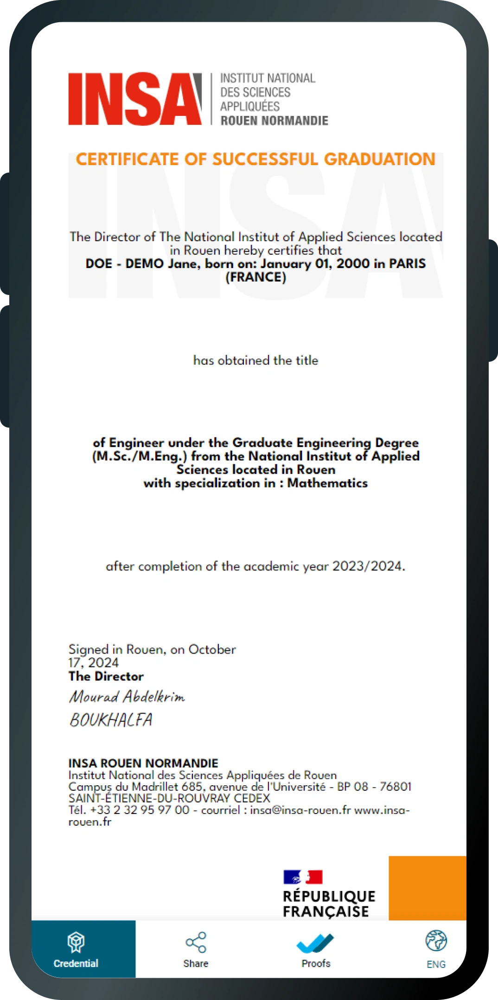 INSA
INSTITUT NATIONAL
DES SCIENCES
APPLIQUÉES
ROUEN NORMANDIE
CERTIFICATE OF SUCCESSFUL GRADUATION
INSA
The Director of The National Institut of Applied Sciences located
in Rouen hereby certifies that
DOE - DEMO Jane, born on: January 01, 2000 in PARIS
(FRANCE)
has obtained the title
of Engineer under the Graduate Engineering Degree
(M.Sc./M.Eng.) from the National Institut of Applied
Sciences located in Rouen
with specialization in : Mathematics
after completion of the academic year 2023/2024.
Signed in Rouen, on October
17, 2024
The Director
Mourad Abdelkrim
BOUKHALFA
INSA ROUEN NORMANDIE
Institut National des Sciences Appliquées de Rouen
Campus du Madrillet 685, avenue de l'Université - BP 08 - 76801
SAINT-ÉTIENNE-DU-ROUVRAY CEDEX
Tél. +33 2 32 95 97 00 - courriel : insa@insa-rouen.fr www.insa-
rouen.fr
RÉPUBLIQUE
FRANÇAISE
Credential
Share
Proofs
ENG